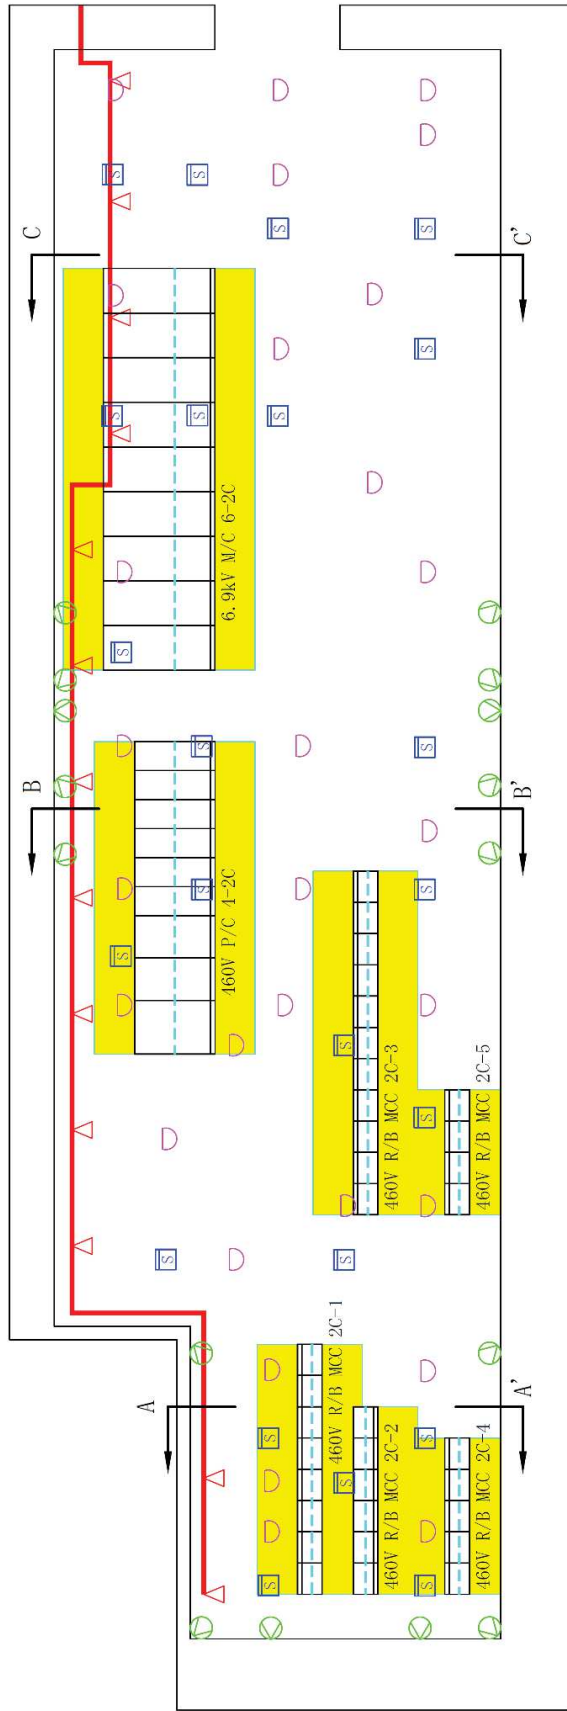 S
S
S
S
C
C'
S
S
S
S
6.9kV M/C 6-2C
S
S
S
B
B'
S
S
460V P/C 4-2C
S
S
460V R/B MCC 2C-3
S
460V R/B MCC 2C-5
S
S
460V R/B MCC 2C-1
A
A'
S
S
460V R/B MCC 2C-2
S
460V R/B MCC 2C-4
S
S